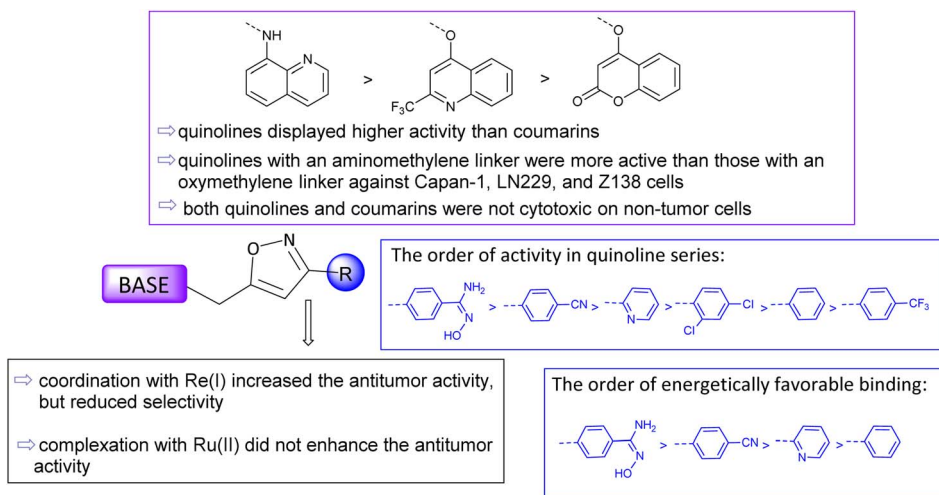 NH
N
>
O
F₃C
N
>
O
O
O
⇨ quinolines displayed higher activity than coumarins
⇨ quinolines with an aminomethylene linker were more active than those with an
oxymethylene linker against Capan-1, LN229, and Z138 cells
⇨ both quinolines and coumarins were not cytotoxic on non-tumor cells
BASE
O
N
R
The order of activity in quinoline series:
NH₂
N
HO
>
CN
>
N
>
Cl
Cl
>
>
CF₃
⇨ coordination with Re(I) increased the antitumor activity,
but reduced selectivity
⇨ complexation with Ru(II) did not enhance the antitumor
activity
The order of energetically favorable binding:
NH₂
N
HO
>
CN
>
N
>